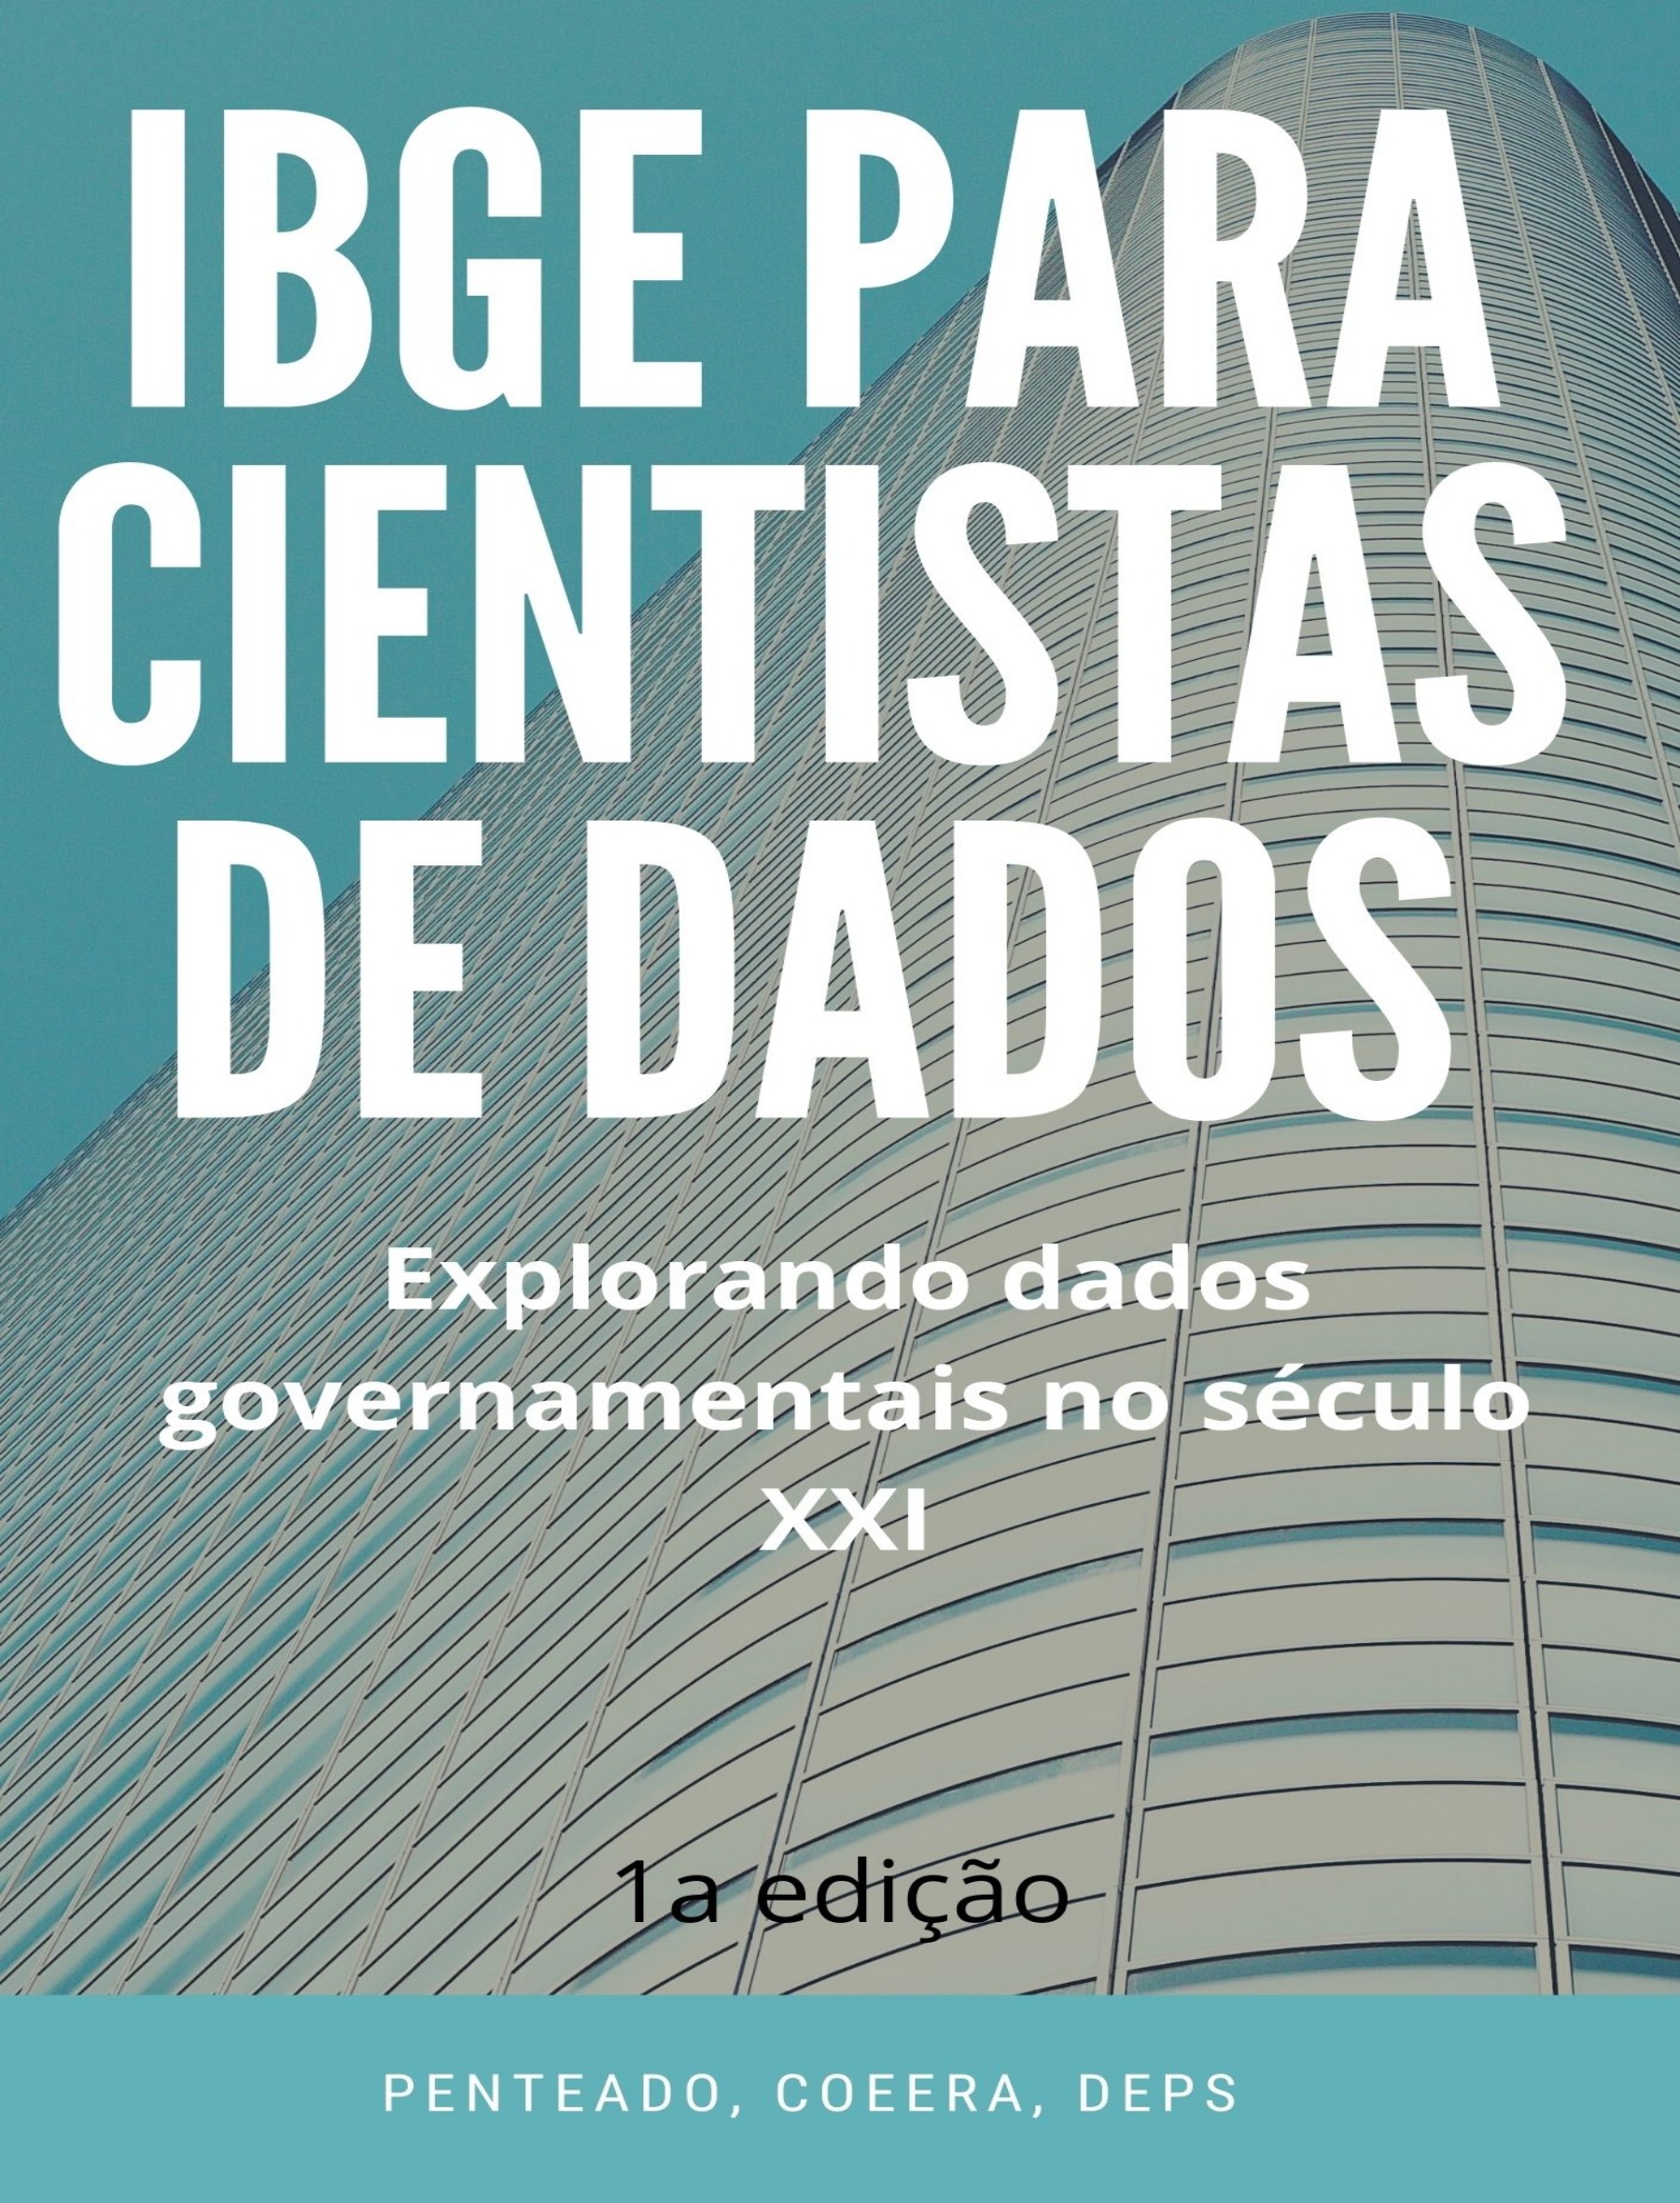 IBGE PARA
CIENTISTAS
DE DADOS
Explorando dados
governamentais no século
XXI
1a edição
PENTEADO, COEERA, DEPS